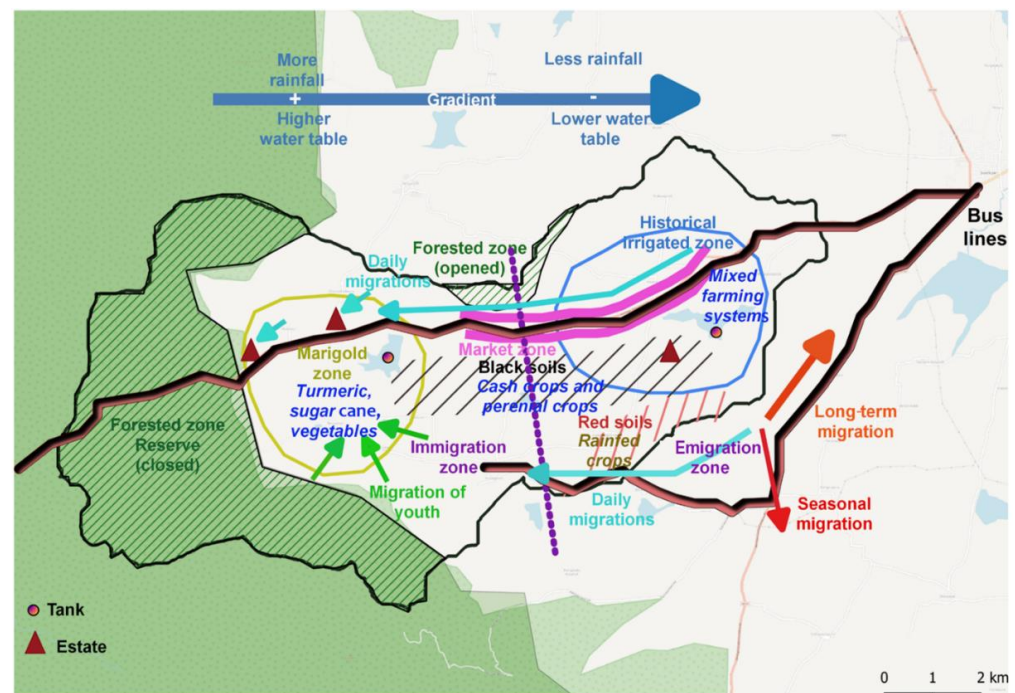 More
rainfall
Less rainfall
+
Gradient
-
Higher
water table
Lower water
table
Bus
lines
Historical
irrigated zone
Forested zone
(opened)
Daily
migrations
Mixed
farming
systems
Market zone
Marigold
zone
Black soils
Cash crops and
perenial crops
Turmeric,
sugar cane,
vegetables
Forested zone
Reserve
(closed)
Red soils
Rainfed
crops
Long-term
migration
Immigration
zone
Emigration
zone
Migration of
youth
Daily
migrations
Seasonal
migration
Tank
Estate
0 1 2 km